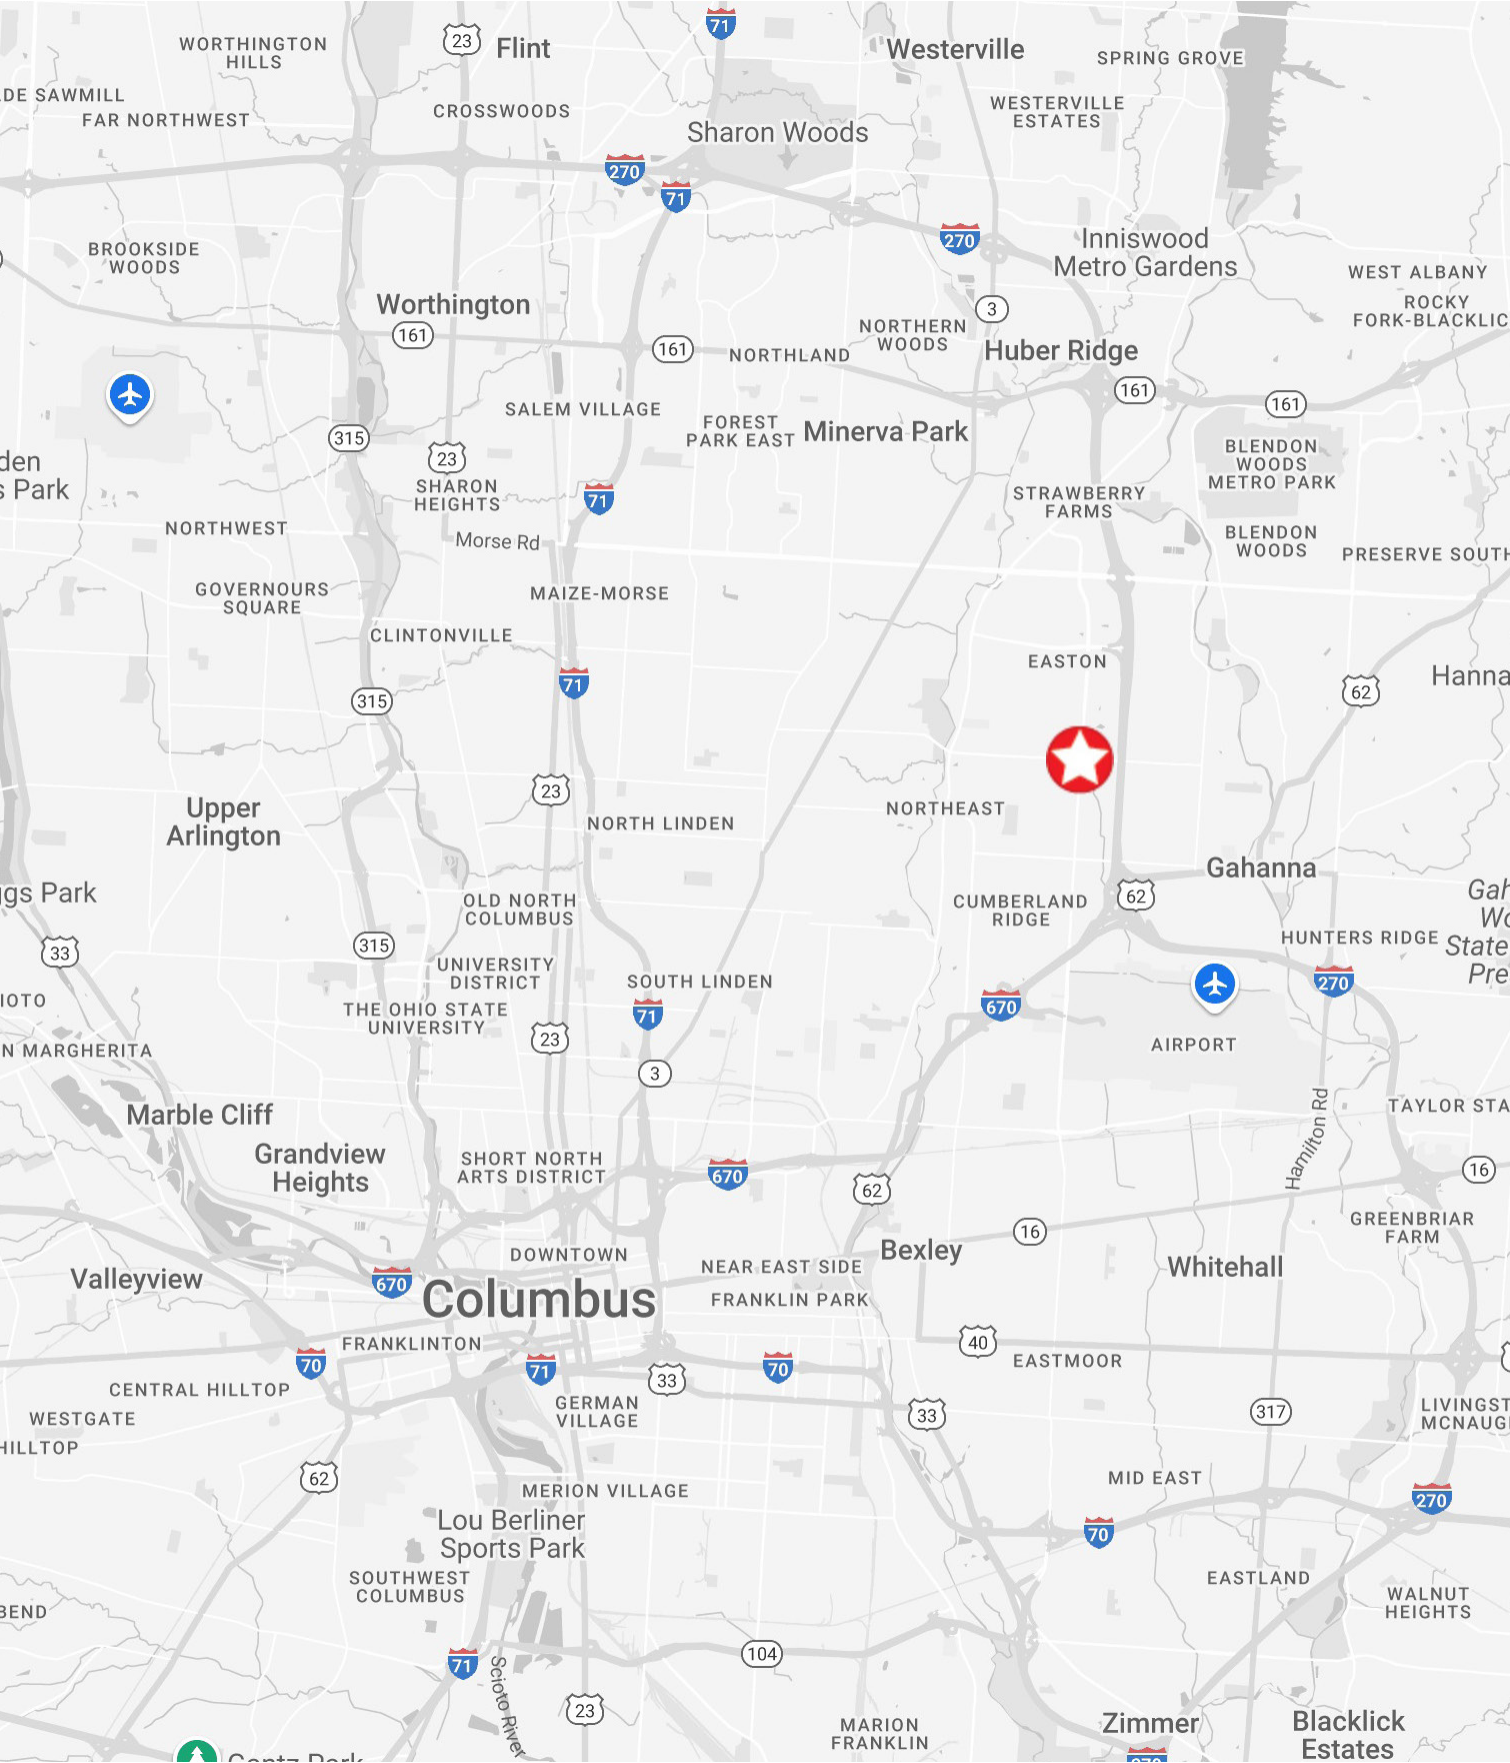 71
23
Flint
WORTHINGTON
HILLS
Westerville
SPRING GROVE
DE SAWMILL
FAR NORTHWEST
CROSSWOODS
WESTERVILLE
ESTATES
Sharon Woods
270
71
270
BROOKSIDE
WOODS
Inniswood
Metro Gardens
WEST ALBANY
ROCKY
FORK-BLACKLIC
Worthington
3
161
161
NORTHLAND
NORTHERN
WOODS
Huber Ridge
161
161
SALEM VILLAGE
FOREST
PARK EAST
Minerva Park
315
23
den
s Park
BLENDON
WOODS
METRO PARK
SHARON
HEIGHTS
71
STRAWBERRY
FARMS
NORTHWEST
Morse Rd
BLENDON
WOODS
PRESERVE SOUTH
GOVERNOURS
SQUARE
MAIZE-MORSE
CLINTONVILLE
EASTON
71
62
Hanna
315
23
Upper
Arlington
NORTH LINDEN
NORTHEAST
Gahanna
ggs Park
OLD NORTH
COLUMBUS
CUMBERLAND
RIDGE
62
Gah
Wo
State
Pre
HUNTERS RIDGE
33
315
UNIVERSITY
DISTRICT
SOUTH LINDEN
270
IOTO
THE OHIO STATE
UNIVERSITY
71
670
23
AIRPORT
N MARGHERITA
3
Marble Cliff
Hamilton Rd
TAYLOR STA
Grandview
Heights
SHORT NORTH
ARTS DISTRICT
670
62
16
16
GREENBRIAR
FARM
DOWNTOWN
Bexley
Whitehall
NEAR EAST SIDE
Valleyview
670
Columbus
FRANKLIN PARK
FRANKLINTON
40
EASTMOOR
70
71
33
70
CENTRAL HILLTOP
GERMAN
VILLAGE
33
317
LIVINGST
MCNAUG
WESTGATE
HILLTOP
62
MID EAST
MERION VILLAGE
270
Lou Berliner
Sports Park
70
SOUTHWEST
COLUMBUS
EASTLAND
WALNUT
HEIGHTS
BEND
71
104
Scioto River
23
MARION
FRANKLIN
Zimmer
Blacklick
Estates